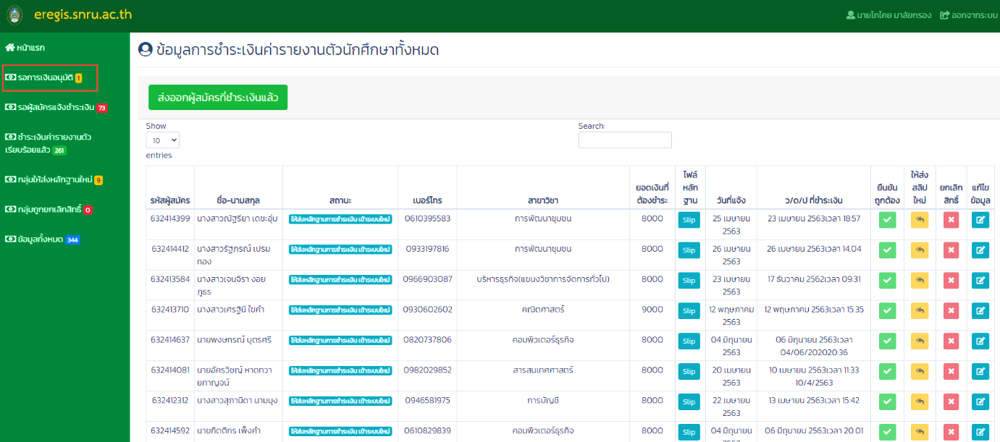 eregis.snru.ac.th
นายโกโคย มาลัยกรอง ออกจากระบบ
หน้าแรก
รอการเงินอนุมัติ 1
รอผู้สมัครแจ้งชำระเงิน 73
ชำระเงินค่ารายงานตัว
เรียบร้อยแล้ว 261
กลุ่มให้ส่งหลักฐานใหม่ 9
กลุ่มถูกยกเลิกสิทธิ์ 0
ข้อมูลทั้งหมด 344
ข้อมูลการชำระเงินค่ารายงานตัวนักศึกษาทั้งหมด
ส่งออกผู้สมัครที่ชำระเงินแล้ว
Show
10
entries
Search:
รหัสผู้สมัคร ชื่อ-นามสกุล สถานะ เบอร์โทร สาขาวิชา ยอดเงินที่ต้องชำระ ไฟล์หลักฐาน วันที่แจ้ง ว/ด/ป ที่ชำระเงิน ยืนยันถูกต้อง ให้ส่งสลิปใหม่ ยกเลิกสิทธิ์ แก้ไขข้อมูล
632414399 นางสาวณัฐริยา เดชะอุ่ม ให้ส่งหลักฐานการชำระเงิน เข้าระบบใหม่ 0610395583 การพัฒนาชุมชน 8000 Slip 25 เมษายน 2563 23 เมษายน 2563เวลา 18:57
632414412 นางสาวรัฐภรณ์ เปรมทอง ให้ส่งหลักฐานการชำระเงิน เข้าระบบใหม่ 0933197816 การพัฒนาชุมชน 8000 Slip 26 เมษายน 2563 26 เมษายน 2563เวลา 14.04
632413584 นางสาวเจนจิรา งอยภูธร ให้ส่งหลักฐานการชำระเงิน เข้าระบบใหม่ 0966903087 บริหารธุรกิจ(แขนงวิชาการจัดการทั่วไป) 8000 Slip 23 เมษายน 2563 17 ธันวาคม 2562เวลา 09:31
632413710 นางสาวเศรฐินี ใขคำ ให้ส่งหลักฐานการชำระเงิน เข้าระบบใหม่ 0930602602 คณิตศาสตร์ 9000 Slip 12 พฤษภาคม 2563 12 พฤษภาคม 2563เวลา 15.35
632414637 นายพงษกรณ์ บุตรศรี ให้ส่งหลักฐานการชำระเงิน เข้าระบบใหม่ 0820737806 คอมพิวเตอร์ธุรกิจ 8000 Slip 04 มิถุนายน 2563 06 มิถุนายน 2563เวลา 04/06/202020:36
632414081 นายอัครวิชญ์ หาดทวายกาญจน์ ให้ส่งหลักฐานการชำระเงิน เข้าระบบใหม่ 0982029852 สารสนเทศศาสตร์ 8000 Slip 20 เมษายน 2563 10 เมษายน 2563เวลา 11:33 10/4/2563
632412312 นางสาวสุภานิดา นามมุง ให้ส่งหลักฐานการชำระเงิน เข้าระบบใหม่ 0946581975 การบัญชี 8000 Slip 22 เมษายน 2563 13 เมษายน 2563เวลา 15:42
632414592 นายกิตติกร เพ็งคำ ให้ส่งหลักฐานการชำระเงิน เข้าระบบใหม่ 0610829839 คอมพิวเตอร์ธุรกิจ 8000 Slip 04 มิถุนายน 06 มิถุนายน 2563เวลา 20.01